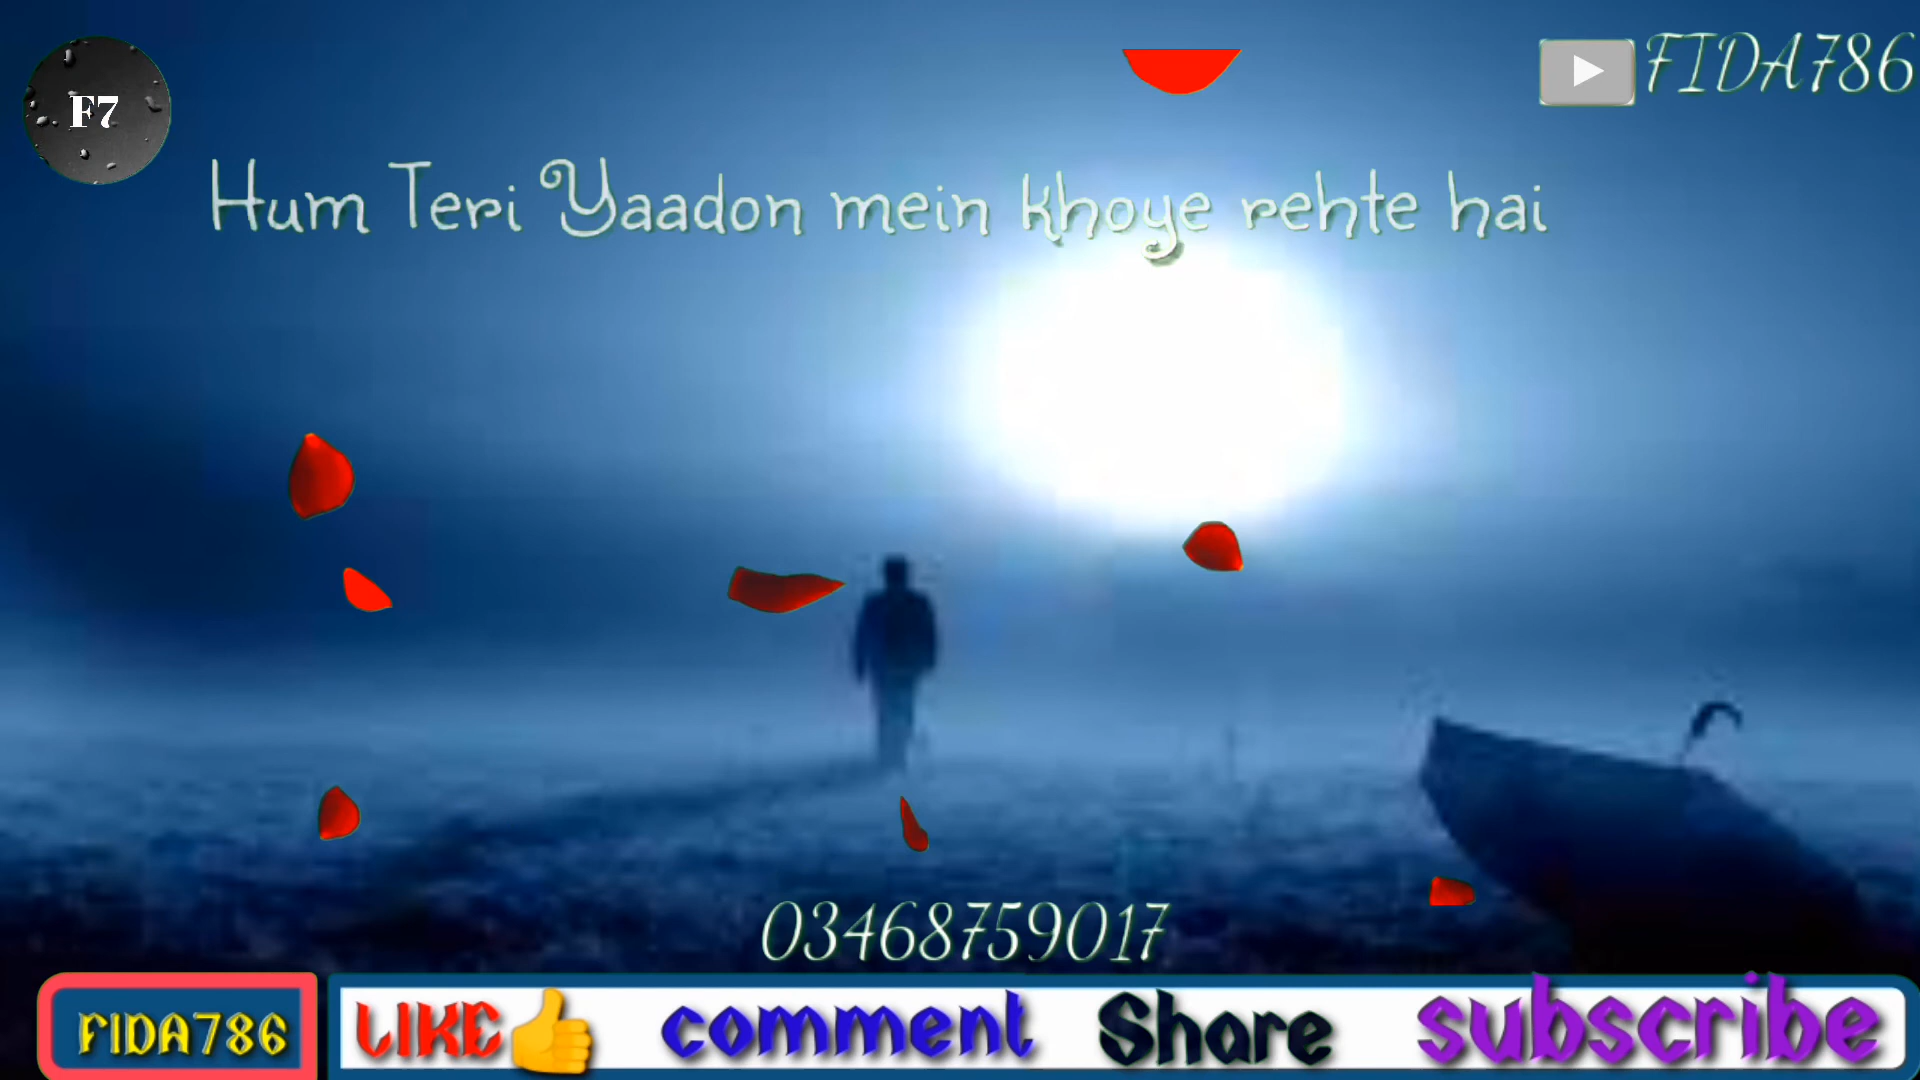 F7
FIDA786
Hum Teri Yaadon mein khoye rehte hai
03468759017
FIDA786
LIKE comment Share subscribe